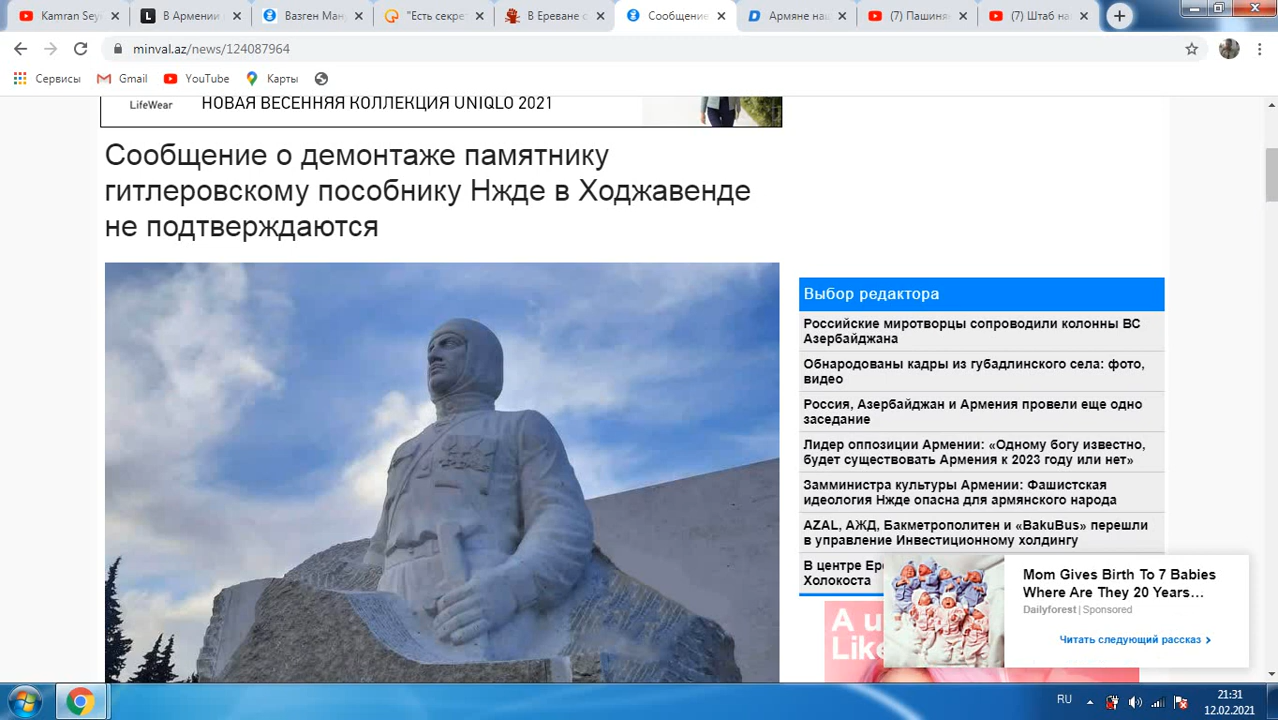 Kamran Sey
В Армении
Вазген Ман
"Есть секре
В Ереване с
Сообщение
Армяне наш
(7) Пашиня
(7) Штаб на
minval.az/news/124087964
Сервисы
Gmail
YouTube
Карты
LifeWear
НОВАЯ ВЕСЕННЯЯ КОЛЛЕКЦИЯ UNIQLO 2021
Сообщение о демонтаже памятнику
гитлеровскому пособнику Нжде в Ходжавенде
не подтверждаются
Выбор редактора
Российские миротворцы сопроводили колонны ВС
Азербайджана
Обнародованы кадры из губадлинского села: фото,
видео
Россия, Азербайджан и Армения провели еще одно
заседание
Лидер оппозиции Армении: «Одному богу известно,
будет существовать Армения к 2023 году или нет»
Замминистра культуры Армении: Фашистская
идеология Нжде опасна для армянского народа
AZAL, АЖД, Бакметрополитен и «BakuBus» перешли
в управление Инвестиционному холдингу
В центре Ере
Холокоста
Mom Gives Birth To 7 Babies
Where Are They 20 Years...
Dailyforest | Sponsored
Читать следующий рассказ
A u
Like
RU
21:31
12.02.2021